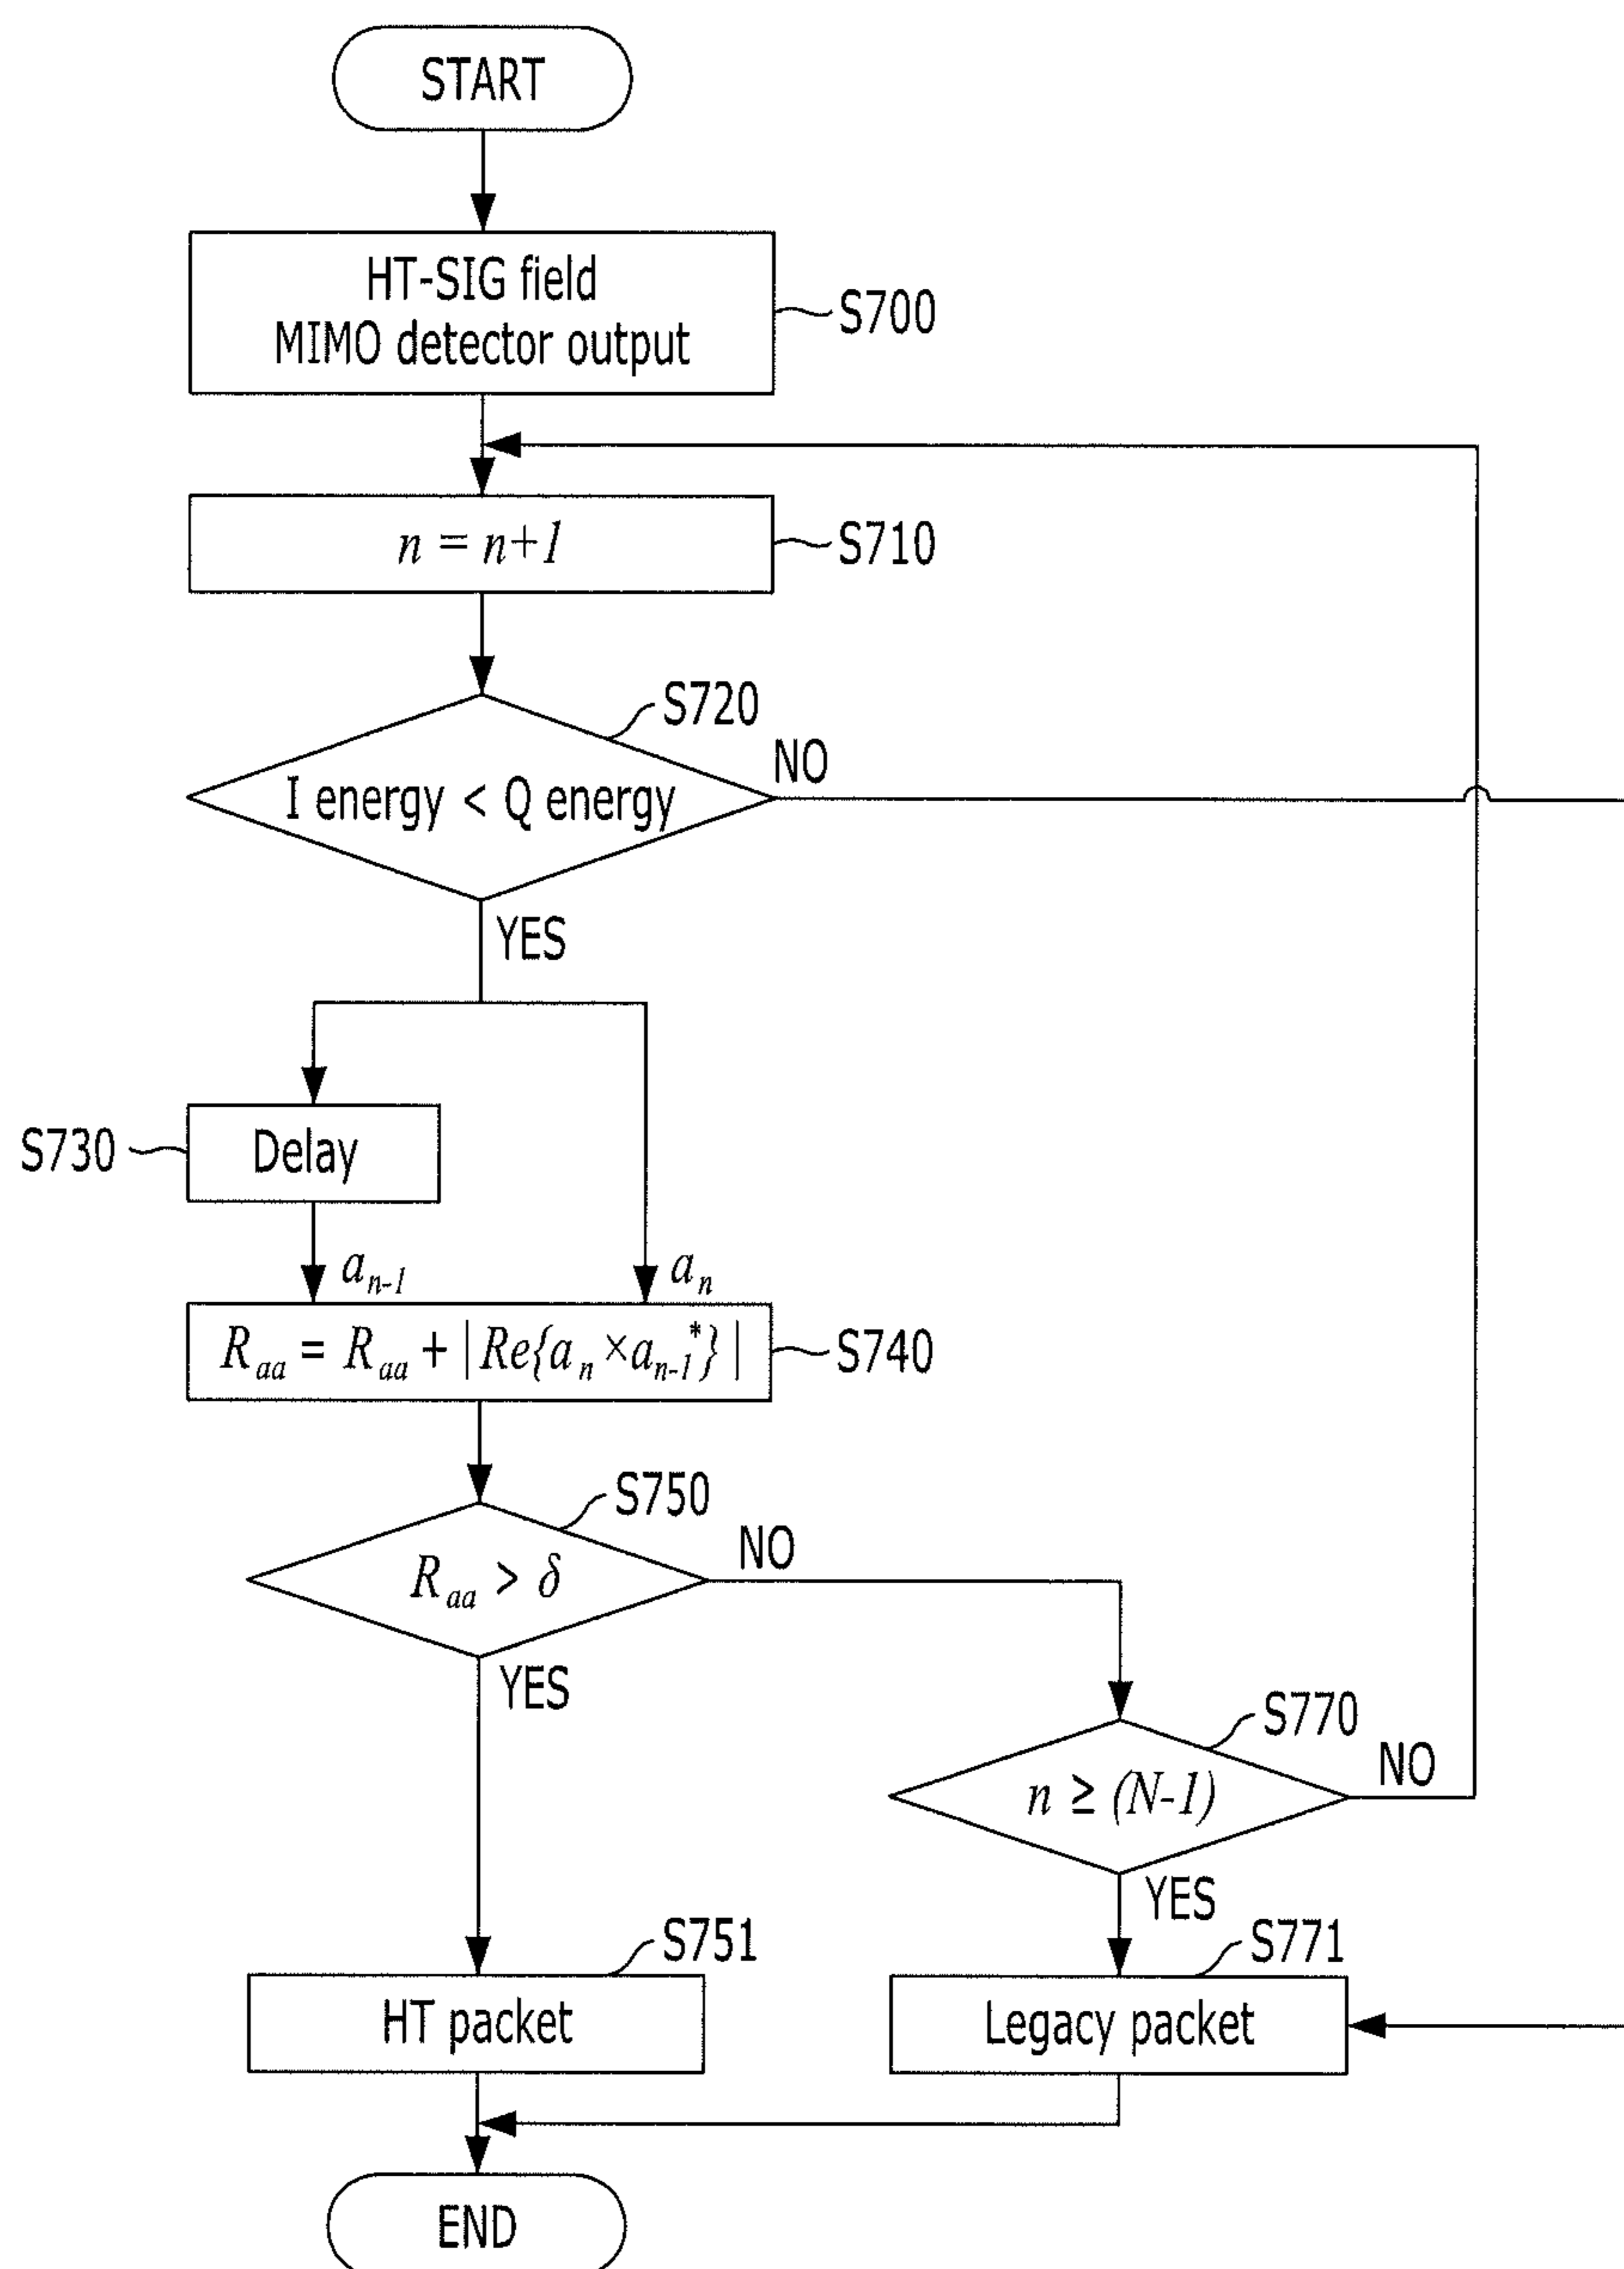 START
HT-SIG field
MIMO detector output
S700
n = n+1
S710
S720
I energy < Q energy
NO
YES
S730
Delay
a_{n-1}
a_n
R_{aa} = R_{aa} + |Re{a_n ×a_{n-1}^*}|
S740
S750
R_{aa} > δ
NO
YES
S770
n ≥ (N-1)
NO
YES
S751
HT packet
S771
Legacy packet
END